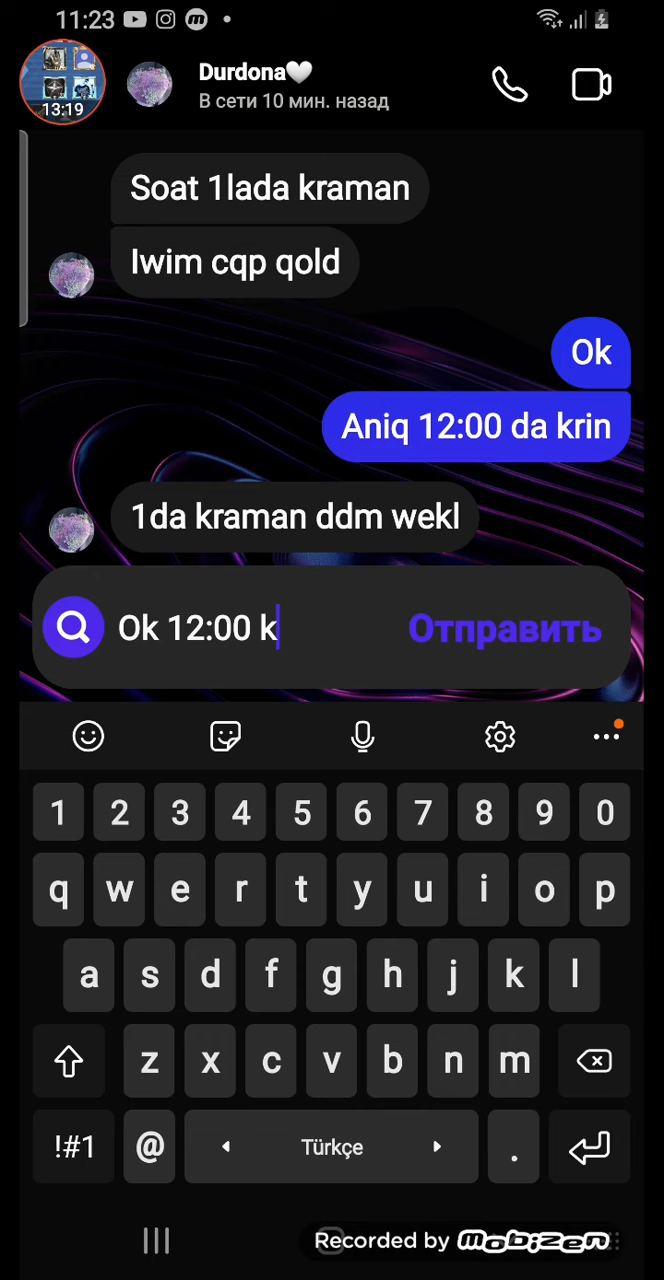 11:23
13:19
Durdona🤍
В сети 10 мин. назад
Soat 1lada kraman
Iwim cqp qold
Ok
Aniq 12:00 da krin
1da kraman ddm wekl
Ok 12:00 k
Отправить
1 2 3 4 5 6 7 8 9 0
q w e r t y u i o p
a s d f g h j k l
z x c v b n m
!#1 @ Türkçe .
Recorded by mobizen